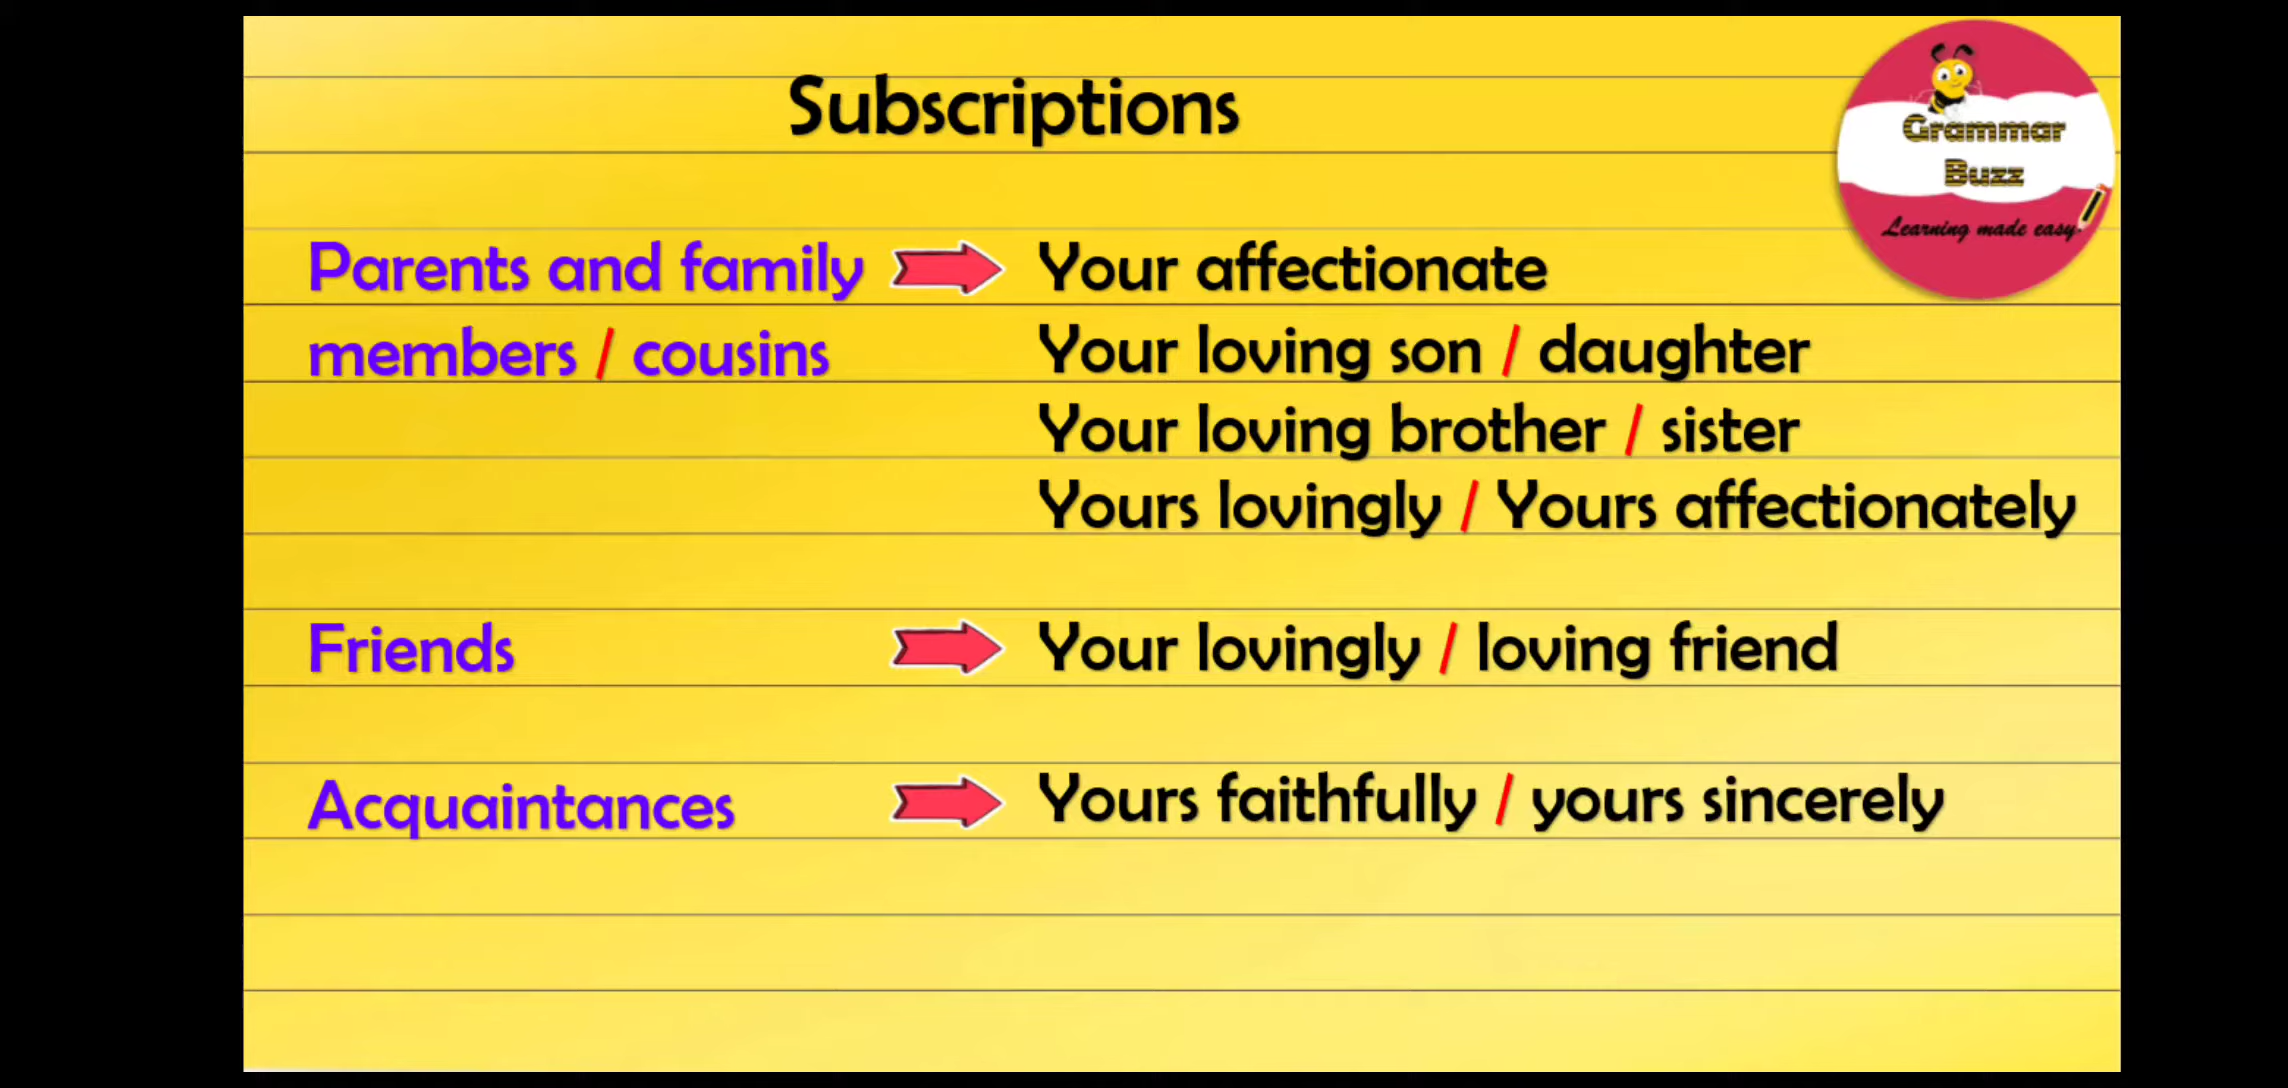 Subscriptions
Grammar
Buzz
Learning made easy.
Parents and family Your affectionate
members / cousins Your loving son / daughter
Your loving brother / sister
Yours lovingly / Yours affectionately
Friends Your lovingly / loving friend
Acquaintances Yours faithfully / yours sincerely